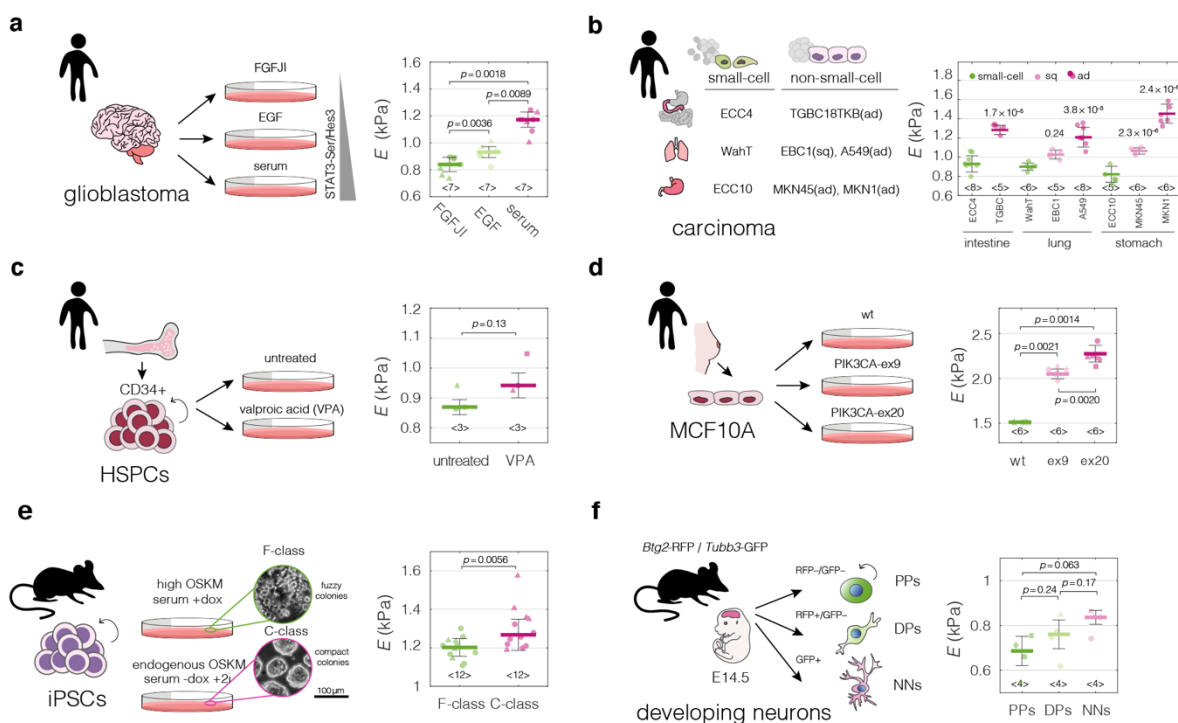 a
FGFJI
EGF
serum
glioblastoma
STAT3-Ser/Hes3
E (kPa)
1.4
1.2
1.0
0.8
0.6
p = 0.0018
p = 0.0089
p = 0.0036
<7> <7> <7>
FGFJI EGF serum
b
small-cell non-small-cell
ECC4 TGBC18TKB(ad)
WahT EBC1(sq), A549(ad)
ECC10 MKN45(ad), MKN1(ad)
carcinoma
E (kPa)
1.8
1.6
1.4
1.2
1.0
0.8
0.6
small-cell sq ad
2.4 × 10⁻⁶
3.8 × 10⁻⁶
1.7 × 10⁻⁵
0.24
2.3 × 10⁻⁶
<8> <5> <6> <5> <8> <5> <6> <6>
ECC4 TGBC WahT EBC1 A549 ECC10 MKN45 MKN1
intestine lung stomach
c
CD34+
HSPCs
untreated
valproic acid (VPA)
E (kPa)
1.2
1.1
1.0
0.9
0.8
p = 0.13
<3> <3>
untreated VPA
d
MCF10A
wt
PIK3CA-ex9
PIK3CA-ex20
E (kPa)
2.5
2.0
1.5
p = 0.0014
p = 0.0021
p = 0.0020
<6> <6> <6>
wt ex9 ex20
e
iPSCs
high OSKM
serum +dox
endogenous OSKM
serum -dox +2i
F-class
fuzzy
colonies
C-class
compact
colonies
100 µm
E (kPa)
1.6
1.4
1.2
1
p = 0.0056
<12> <12>
F-class C-class
f
Btg2-RFP / Tubb3-GFP
RFP−/GFP−
RFP+/GFP−
GFP+
E14.5
PPs
DPs
NNs
developing neurons
E (kPa)
1
0.8
0.6
p = 0.063
p = 0.17
p = 0.24
<4> <4> <4>
PPs DPs NNs